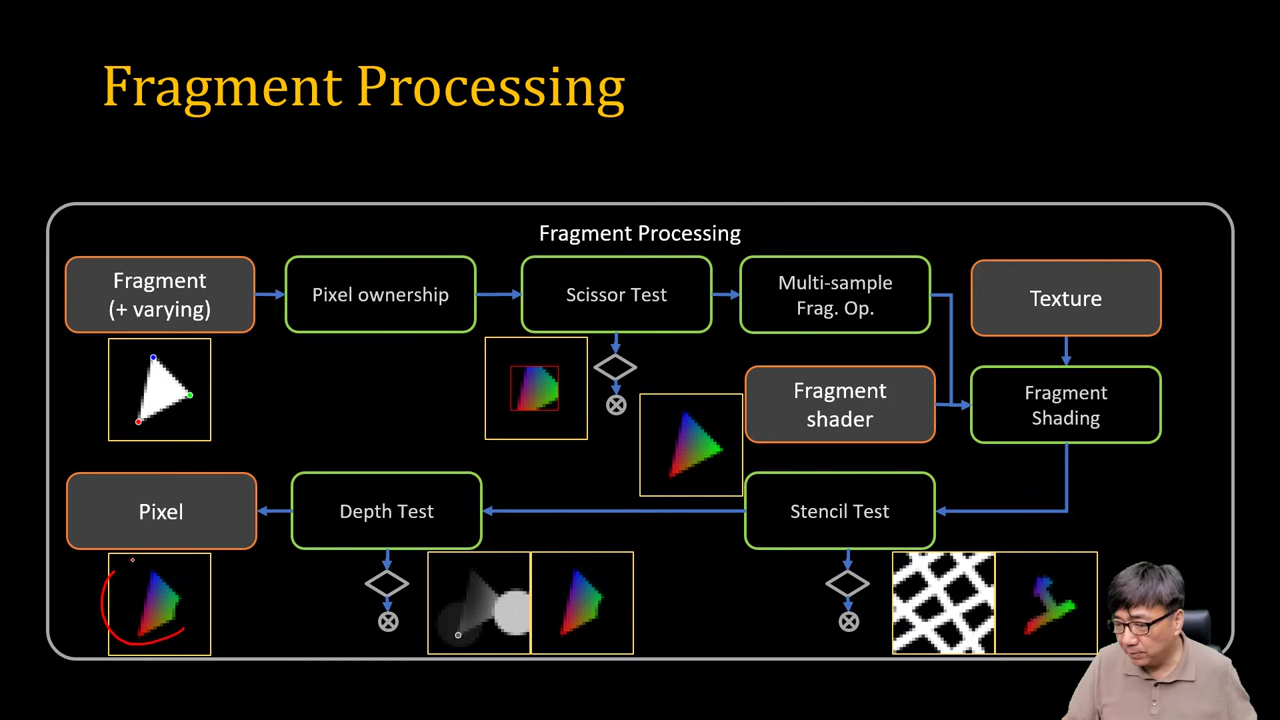 Fragment Processing
Fragment Processing
Fragment
(+ varying)
Pixel ownership
Scissor Test
Multi-sample
Frag. Op.
Texture
Fragment
shader
Fragment
Shading
Pixel
Depth Test
Stencil Test